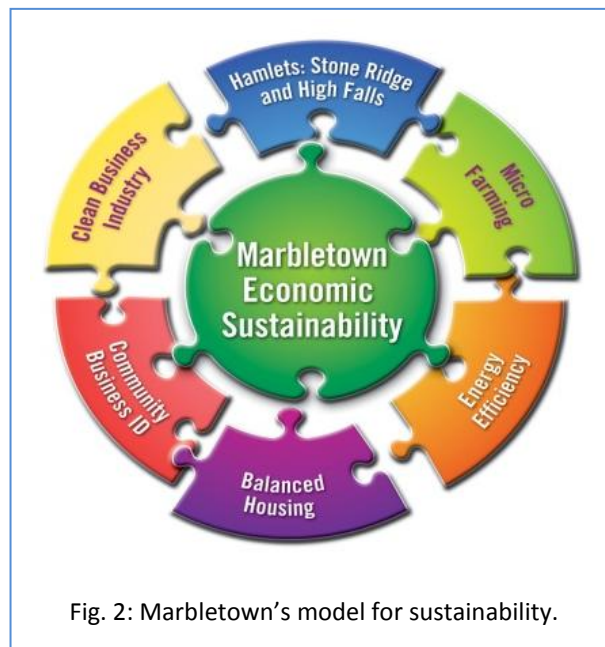 Hamlets: Stone Ridge
and High Falls
Micro
Farming
Energy
Efficiency
Balanced
Housing
Community
Business ID
Clean Business
Industry
Marbletown
Economic
Sustainability
Fig. 2: Marbletown’s model for sustainability.